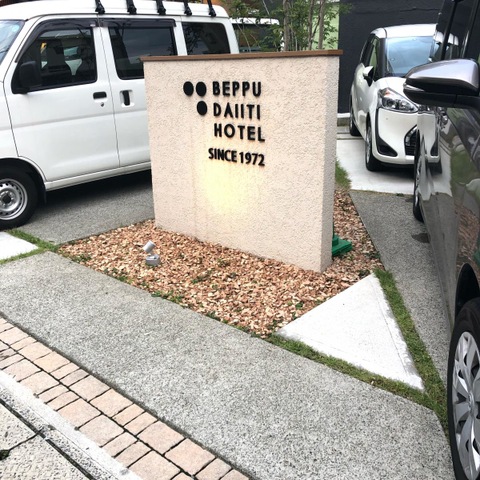 BEPPU
DAIITI
HOTEL
SINCE 1972